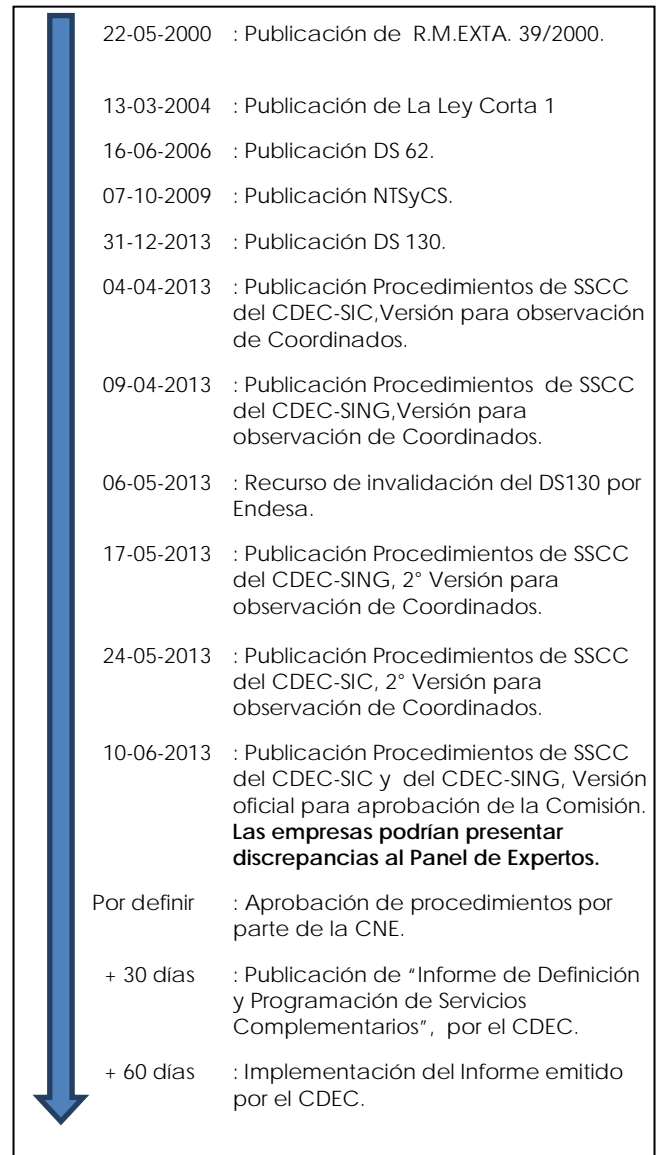 22-05-2000 : Publicación de R.M.EXTA. 39/2000.
13-03-2004 : Publicación de La Ley Corta 1
16-06-2006 : Publicación DS 62.
07-10-2009 : Publicación NTSyCS.
31-12-2013 : Publicación DS 130.
04-04-2013 : Publicación Procedimientos de SSCC
del CDEC-SIC,Versión para observación
de Coordinados.
09-04-2013 : Publicación Procedimientos de SSCC
del CDEC-SING,Versión para
observación de Coordinados.
06-05-2013 : Recurso de invalidación del DS130 por
Endesa.
17-05-2013 : Publicación Procedimientos de SSCC
del CDEC-SING, 2° Versión para
observación de Coordinados.
24-05-2013 : Publicación Procedimientos de SSCC
del CDEC-SIC, 2° Versión para
observación de Coordinados.
10-06-2013 : Publicación Procedimientos de SSCC
del CDEC-SIC y del CDEC-SING, Versión
oficial para aprobación de la Comisión.
Las empresas podrían presentar
discrepancias al Panel de Expertos.
Por definir : Aprobación de procedimientos por
parte de la CNE.
+ 30 días : Publicación de “Informe de Definición
y Programación de Servicios
Complementarios”, por el CDEC.
+ 60 días : Implementación del Informe emitido
por el CDEC.